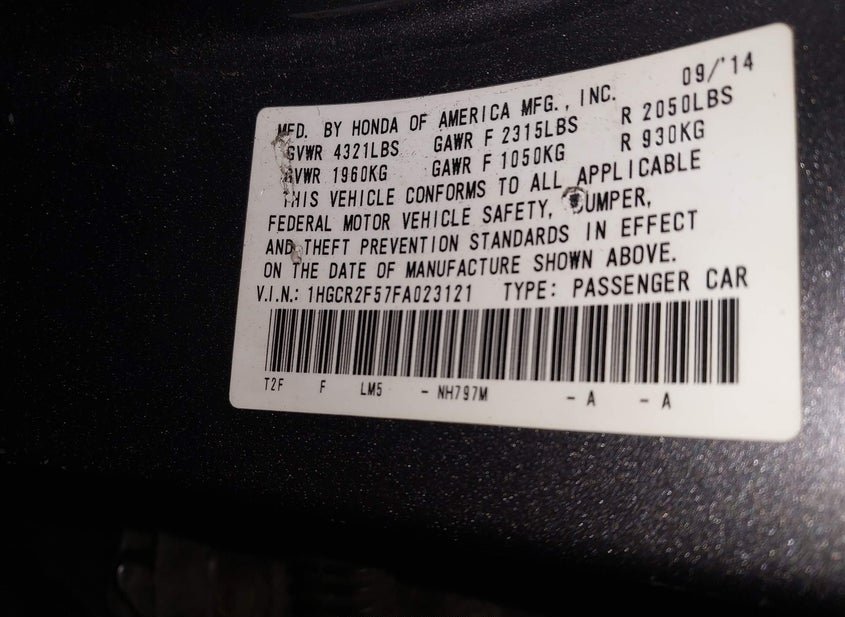 09/'14
MFD. BY HONDA OF AMERICA MFG., INC.
GVWR 4321LBS GAWR F 2315LBS R 2050LBS
GVWR 1960KG GAWR F 1050KG R 930KG
THIS VEHICLE CONFORMS TO ALL APPLICABLE
FEDERAL MOTOR VEHICLE SAFETY, BUMPER,
AND THEFT PREVENTION STANDARDS IN EFFECT
ON THE DATE OF MANUFACTURE SHOWN ABOVE.
V.I.N.: 1HGCR2F57FA023121 TYPE: PASSENGER CAR
T2F F LM5 - NH797M - A - A